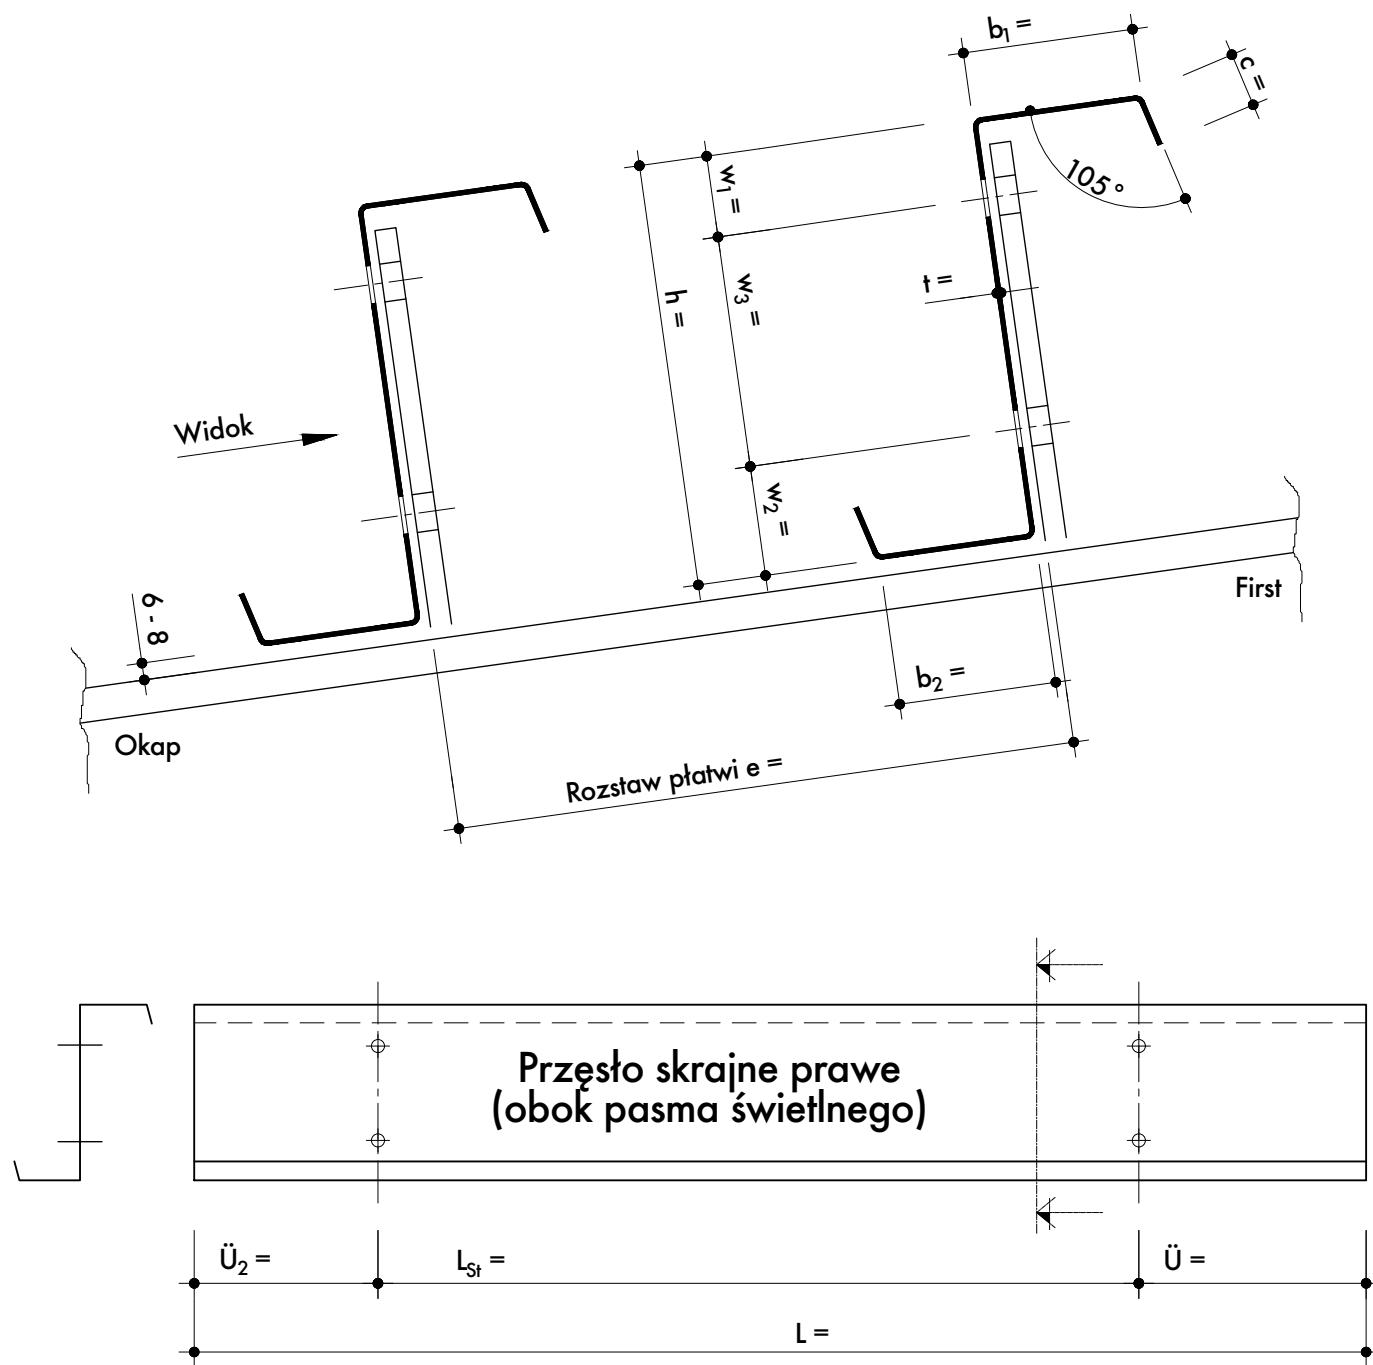 b₁ =
c =
105°
w₁ =
h =
w₃ =
t =
Widok
w₂ =
6 - 8
First
b₂ =
Okap
Rozstaw płatwi e =
Przęsło skrajne prawe
(obok pasma świetlnego)
Ü₂ =
L_St =
Ü =
L =